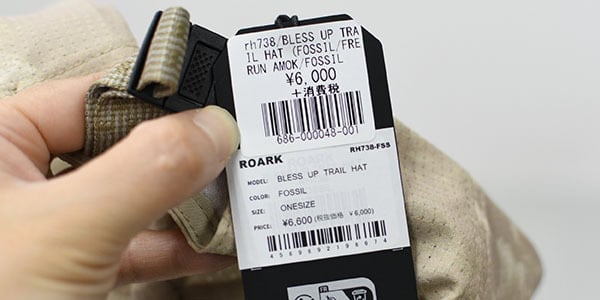 rh738/BLESS UP TRA
IL HAT (FOSSIL/FRE
RUN AMOK/FOSSIL
¥6,000
+消費税
686-000048-001
ROARK RH738-FSS
MODEL: BLESS UP TRAIL HAT
COLOR: FOSSIL
SIZE: ONESIZE
PRICE: ¥6,600 (税抜価格：¥6,000)
4589692198674
FR